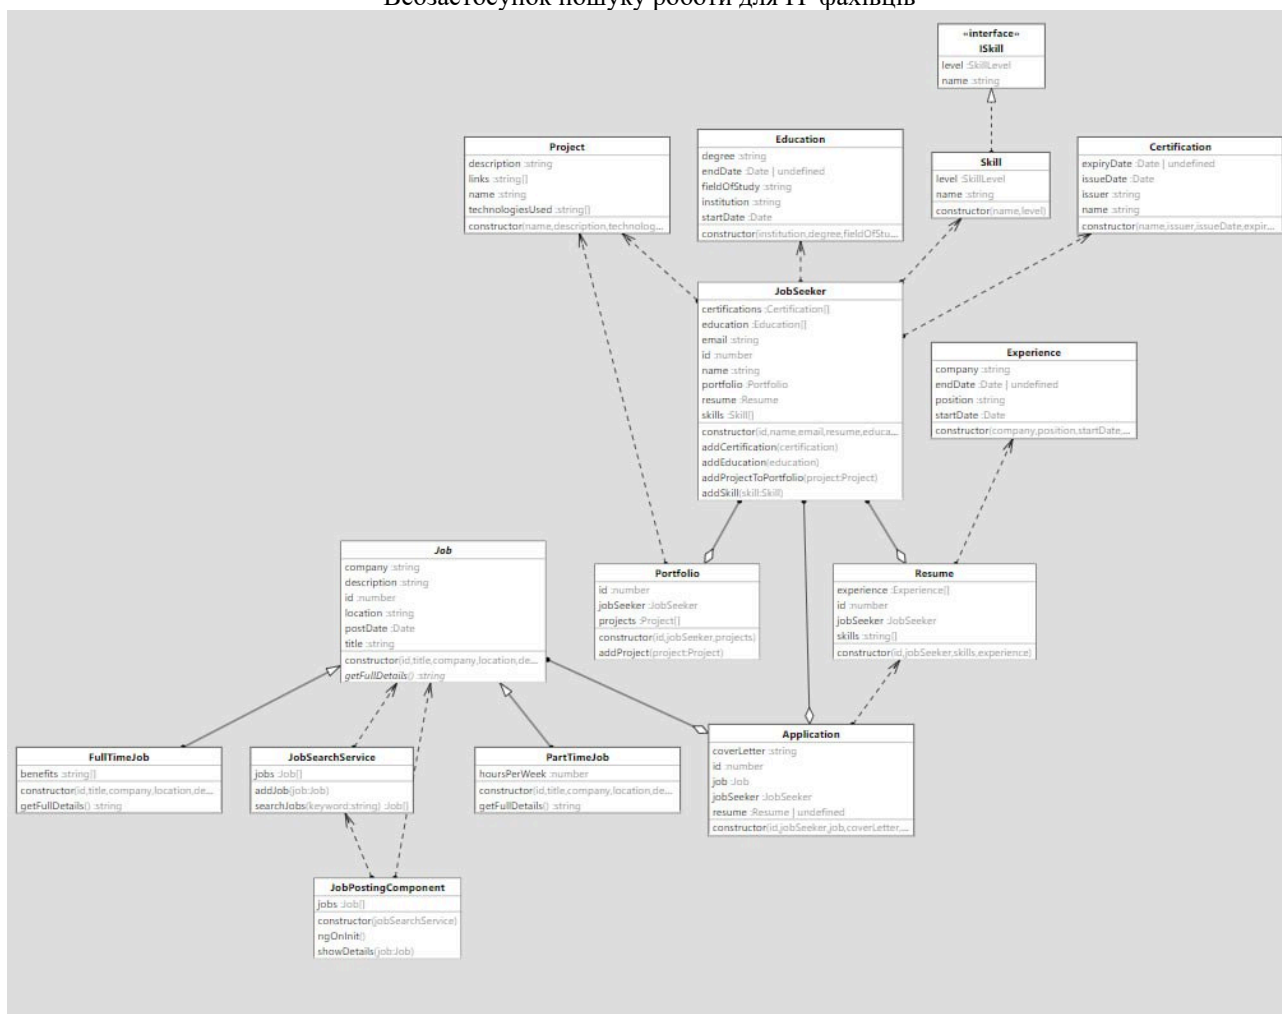 Вебзастосунок пошуку роботи для ІТ-фахівців
«interface»
ISkill
level :SkillLevel
name :string
Project
description :string
links :string[]
name :string
technologiesUsed :string[]
constructor(name,description,technolog...
Education
degree :string
endDate :Date | undefined
fieldOfStudy :string
institution :string
startDate :Date
constructor(institution,degree,fieldOfStu...
Skill
level :SkillLevel
name :string
constructor(name,level)
Certification
expiryDate :Date | undefined
issueDate :Date
issuer :string
name :string
constructor(name,issuer,issueDate,expir...
JobSeeker
certifications :Certification[]
education :Education[]
email :string
id :number
name :string
portfolio :Portfolio
resume :Resume
skills :Skill[]
constructor(id,name,email,resume,educa...
addCertification(certification)
addEducation(education)
addProjectToPortfolio(project:Project)
addSkill(skill:Skill)
Experience
company :string
endDate :Date | undefined
position :string
startDate :Date
constructor(company,position,startDate,...
Job
company :string
description :string
id :number
location :string
postDate :Date
title :string
constructor(id,title,company,location,de...
getFullDetails() :string
Portfolio
id :number
jobSeeker :JobSeeker
projects :Project[]
constructor(id,jobSeeker,projects)
addProject(project:Project)
Resume
experience :Experience[]
id :number
jobSeeker :JobSeeker
skills :string[]
constructor(id,jobSeeker,skills,experience)
FullTimeJob
benefits :string[]
constructor(id,title,company,location,de...
getFullDetails() :string
JobSearchService
jobs :Job[]
addJob(job:Job)
searchJobs(keyword:string) :Job[]
PartTimeJob
hoursPerWeek :number
constructor(id,title,company,location,de...
getFullDetails() :string
Application
coverLetter :string
id :number
job :Job
jobSeeker :JobSeeker
resume :Resume | undefined
constructor(id,jobSeeker,job,coverLetter,...
JobPostingComponent
jobs :Job[]
constructor(jobSearchService)
ngOnInit()
showDetails(job:Job)